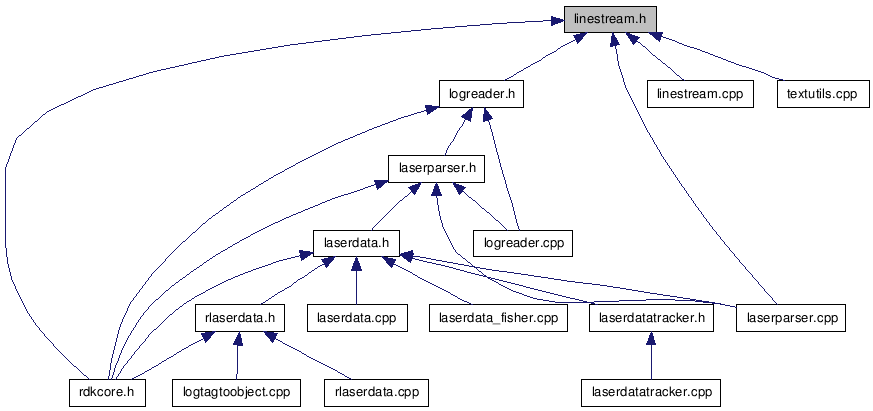 linestream.h
logreader.h
linestream.cpp
textutils.cpp
laserparser.h
laserdata.h
logreader.cpp
rlaserdata.h
laserdata.cpp
laserdata_fisher.cpp
laserdatatracker.h
laserparser.cpp
rdkcore.h
logtagtoobject.cpp
rlaserdata.cpp
laserdatatracker.cpp